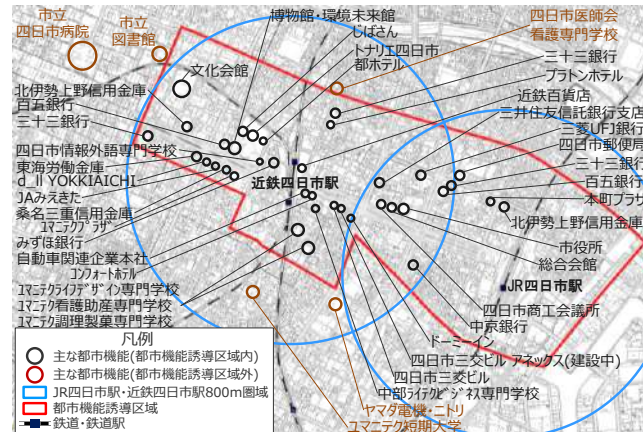 市立
四日市病院
市立
図書館
博物館・環境未来館
じばさん
トナリエ四日市
都ホテル
四日市医師会
看護専門学校
三十三銀行
プラトンホテル
近鉄百貨店
三井住友信託銀行支店
三菱UFJ銀行
四日市郵便局
三十三銀行
百五銀行
本町プラザ
北伊勢上野信用金庫
市役所
総合会館
JR四日市駅
四日市商工会議所
中京銀行
ドーミーイン
四日市三交ビル アネックス(建設中)
四日市三交ビル
中部ライテクビジネス専門学校
ヤマダ電機・ニトリ
ユマニテク短期大学
文化会館
北伊勢上野信用金庫
百五銀行
三十三銀行
四日市情報外語専門学校
東海労働金庫
d_ll YOKKIAICHI
JAみえきた
桑名三重信用金庫
ユマニテクプラザ
みずほ銀行
自動車関連企業本社
コンフォートホテル
ユマニテクライフデザイン専門学校
ユマニテク看護助産専門学校
ユマニテク調理製菓専門学校
近鉄四日市駅
凡例
主な都市機能(都市機能誘導区域内)
主な都市機能(都市機能誘導区域外)
JR四日市駅・近鉄四日市駅800m圏域
都市機能誘導区域
鉄道・鉄道駅